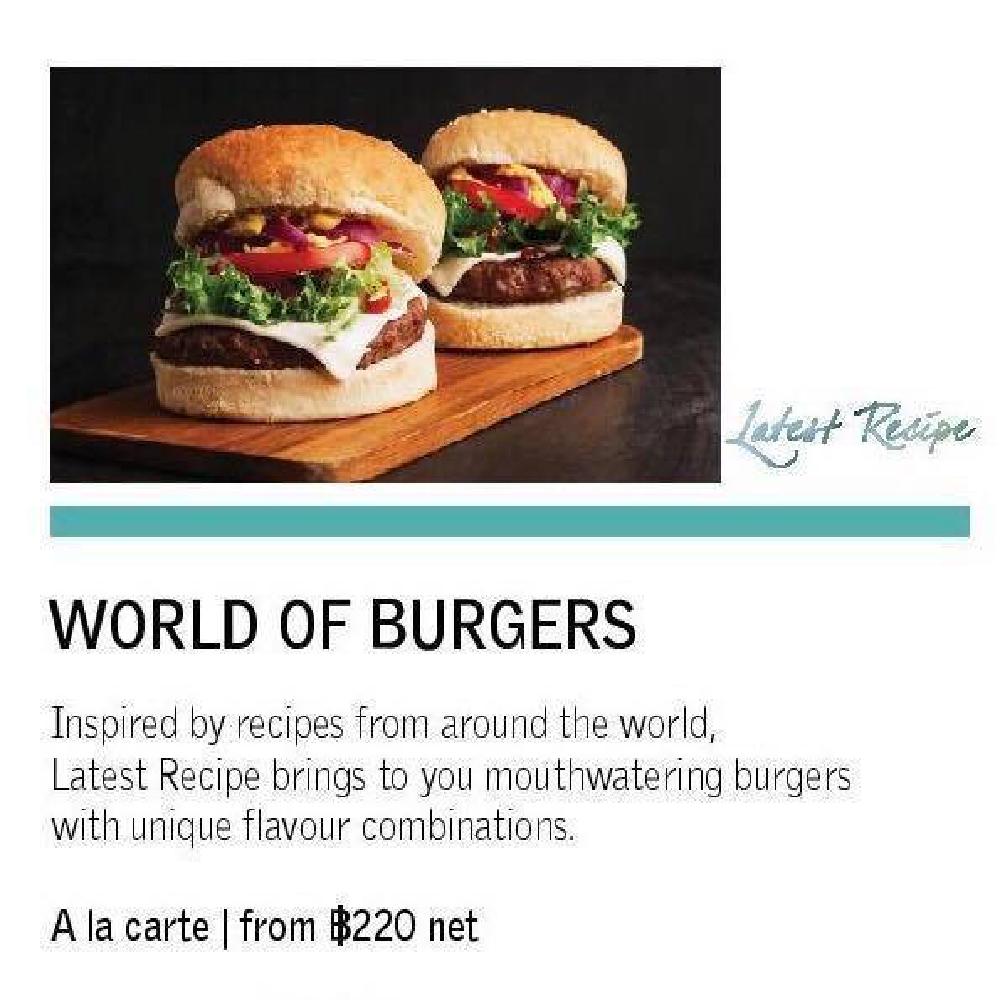 Latest Recipe
WORLD OF BURGERS
Inspired by recipes from around the world,
Latest Recipe brings to you mouthwatering burgers
with unique flavour combinations.
A la carte | from ฿220 net